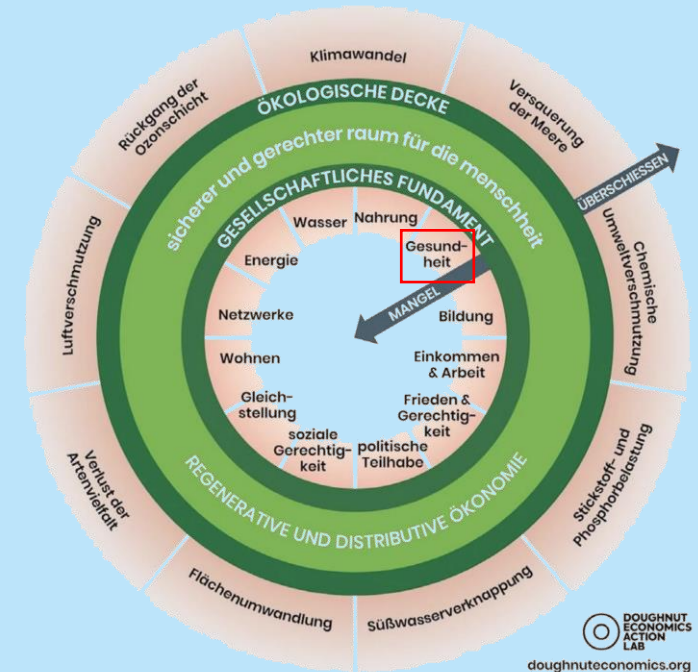 Klimawandel
Versauerung
der Meere
ÜBERSCHIESSEN
Chemische
Umweltverschmutzung
Stickstoff- und
Phosphorbelastung
Süßwasserverknappung
Flächenumwandlung
Verlust der
Artenvielfalt
Luftverschmutzung
Rückgang der
Ozonschicht
ÖKOLOGISCHE DECKE
sicherer und gerechter raum für die menschheit
GESELLSCHAFTLICHES FUNDAMENT
Wasser
Nahrung
Gesund-
heit
MANGEL
Bildung
Einkommen
& Arbeit
Frieden &
Gerechtig-
keit
politische
Teilhabe
soziale
Gerechtig-
keit
Gleich-
stellung
Wohnen
Netzwerke
Energie
REGENERATIVE UND DISTRIBUTIVE ÖKONOMIE
DOUGHNUT
ECONOMICS
ACTION
LAB
doughnuteconomics.org